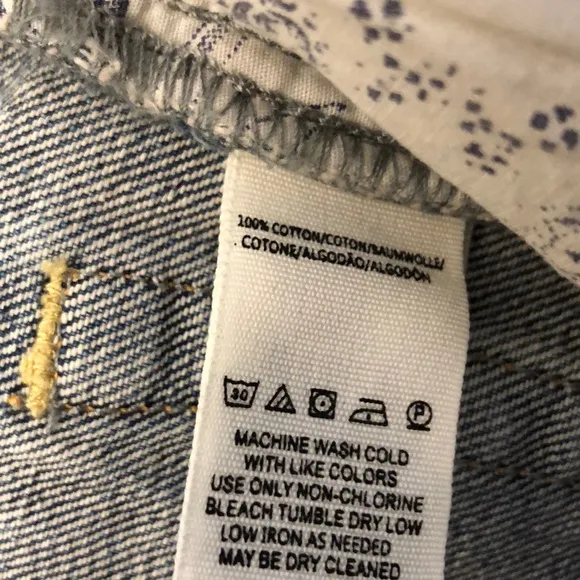 100% COTTON/COTON/BAUMWOLLE/
COTONE/ALGODÃO/ALGODÓN
30 P
MACHINE WASH COLD
WITH LIKE COLORS
USE ONLY NON-CHLORINE
BLEACH TUMBLE DRY LOW
LOW IRON AS NEEDED
MAY BE DRY CLEANED